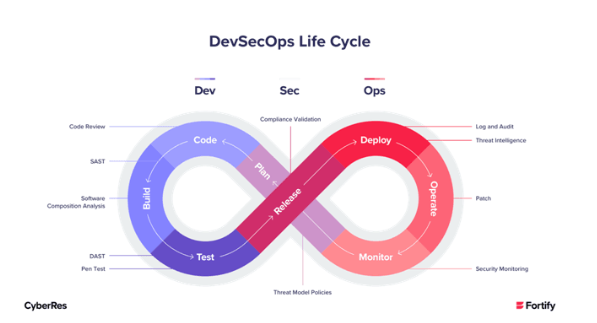 DevSecOps Life Cycle
Dev
Sec
Ops
Compliance Validation
Code Review
SAST
Software
Composition Analysis
DAST
Pen Test
Code
Plan
Build
Test
Release
Deploy
Operate
Monitor
Log and Audit
Threat Intelligence
Patch
Security Monitoring
Threat Model Policies
CyberRes
Fortify